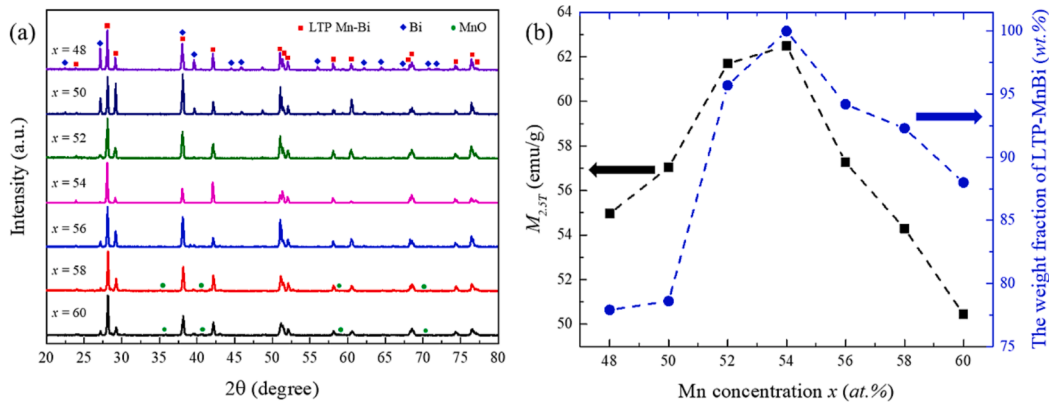 (a)
LTP Mn-Bi
Bi
MnO
x = 48
x = 50
x = 52
x = 54
x = 56
x = 58
x = 60
Intensity (a.u.)
20 25 30 35 40 45 50 55 60 65 70 75 80
2θ (degree)
(b)
64
62
60
58
56
54
52
50
M2.5T (emu/g)
48 50 52 54 56 58 60
Mn concentration x (at.%)
100
95
90
85
80
75
The weight fraction of LTP-MnBi (wt.%)